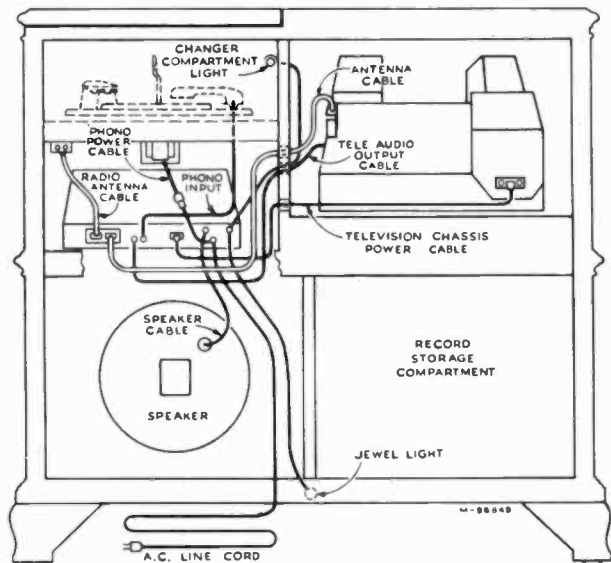 CHANGER
COMPARTMENT
LIGHT
ANTENNA
CABLE
PHONO
POWER
CABLE
TELE AUDIO
OUTPUT
CABLE
RADIO
ANTENNA
CABLE
PHONO
INPUT
TELEVISION CHASSIS
POWER CABLE
SPEAKER
CABLE
SPEAKER
RECORD
STORAGE
COMPARTMENT
JEWEL LIGHT
A.C. LINE CORD